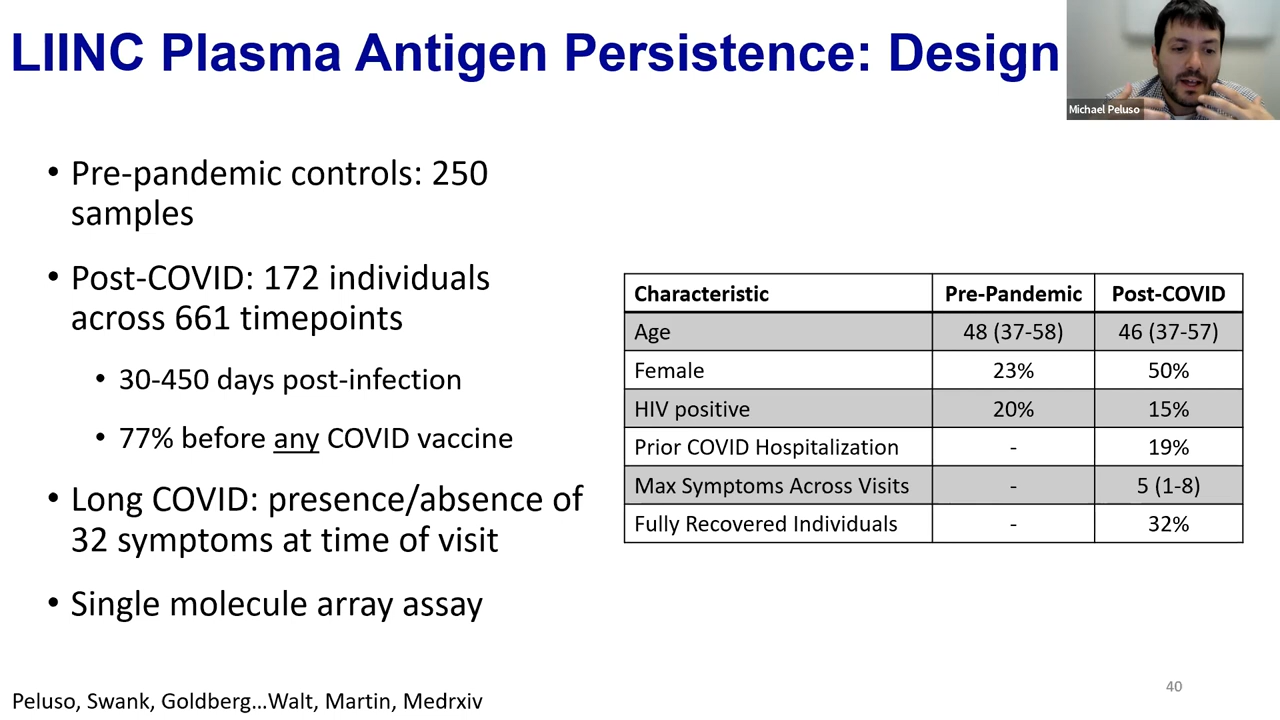 LIINC Plasma Antigen Persistence: Design
Michael Peluso
• Pre-pandemic controls: 250
samples
• Post-COVID: 172 individuals
across 661 timepoints
• 30-450 days post-infection
• 77% before any COVID vaccine
• Long COVID: presence/absence of
32 symptoms at time of visit
• Single molecule array assay
Characteristic Pre-Pandemic Post-COVID
Age 48 (37-58) 46 (37-57)
Female 23% 50%
HIV positive 20% 15%
Prior COVID Hospitalization - 19%
Max Symptoms Across Visits - 5 (1-8)
Fully Recovered Individuals - 32%
Peluso, Swank, Goldberg…Walt, Martin, Medrxiv
40